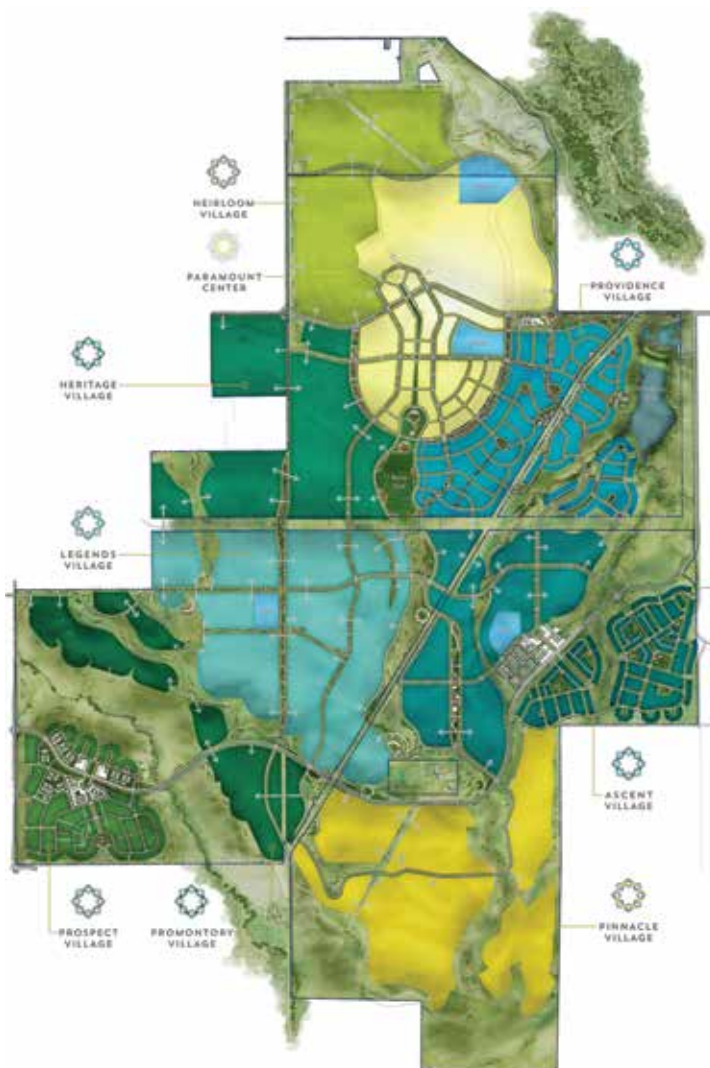 HEIRLOOM
VILLAGE
PARAMOUNT
CENTER
PROVIDENCE
VILLAGE
HERITAGE
VILLAGE
LEGENDS
VILLAGE
ASCENT
VILLAGE
PROSPECT
VILLAGE
PROMONTORY
VILLAGE
PINNACLE
VILLAGE